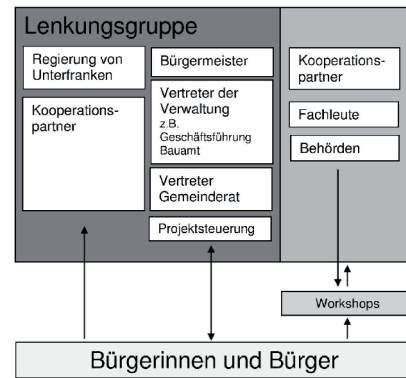 Lenkungsgruppe
Regierung von
Unterfranken
Kooperations-
partner
Bürgermeister
Vertreter der
Verwaltung
z.B.
Geschäftsführung
Bauamt
Vertreter
Gemeinderat
Projektsteuerung
Kooperations-
partner
Fachleute
Behörden
Workshops
Bürgerinnen und Bürger